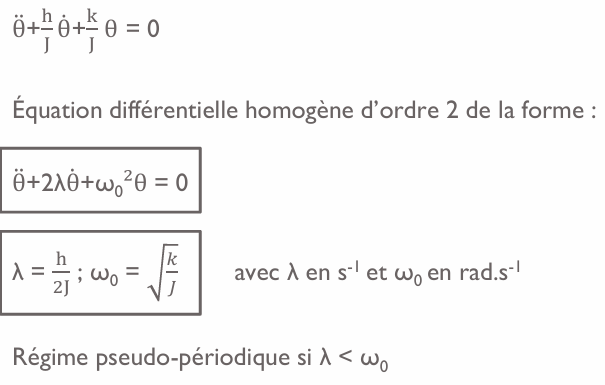 θ̈+h/J θ̇+k/J θ = 0
Équation différentielle homogène d’ordre 2 de la forme :
θ̈+2λθ̇+ω₀²θ = 0
λ = h/2J ; ω₀ = √(k/J) avec λ en s⁻¹ et ω₀ en rad.s⁻¹
Régime pseudo-périodique si λ < ω₀